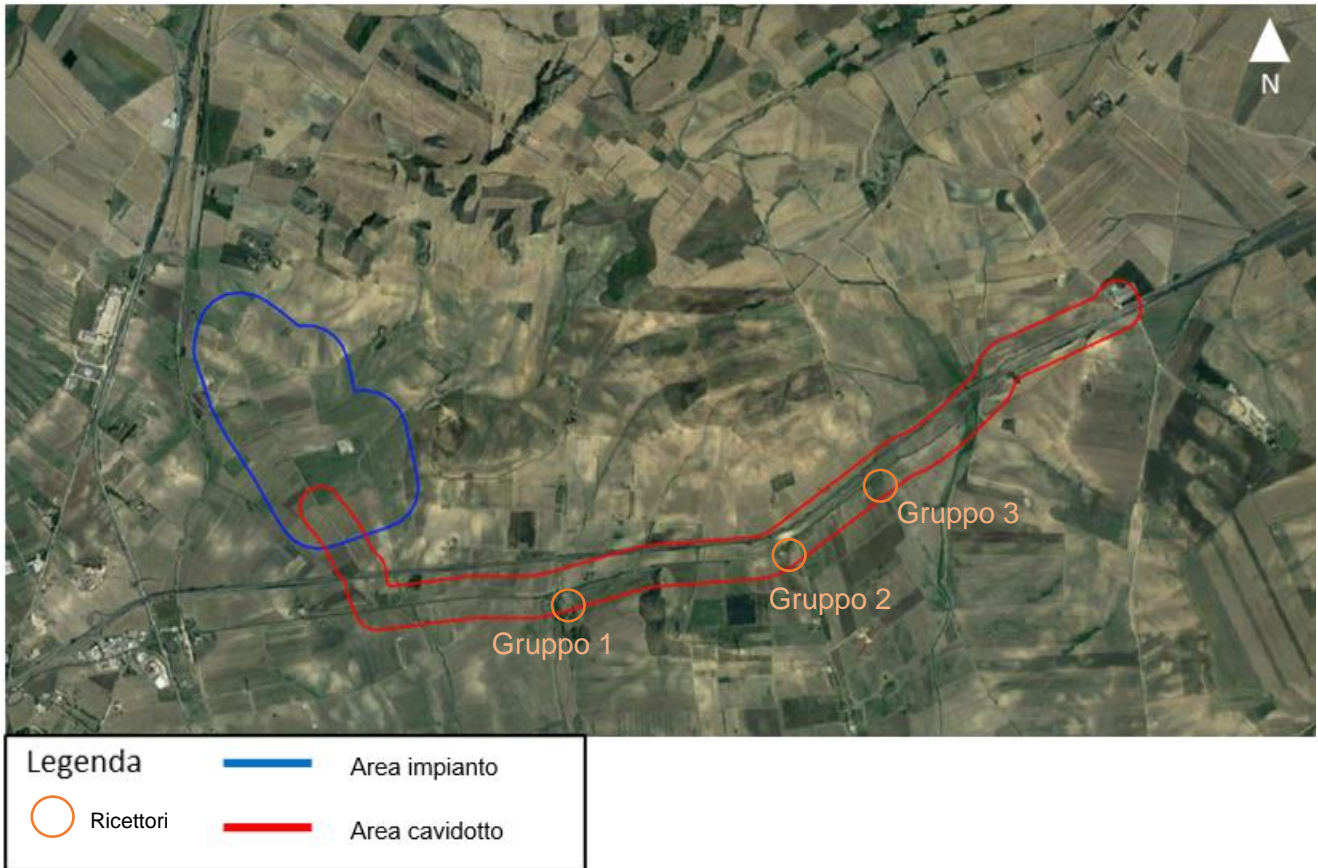 N
Gruppo 3
Gruppo 2
Gruppo 1
Legenda
Area impianto
Ricettori
Area cavidotto